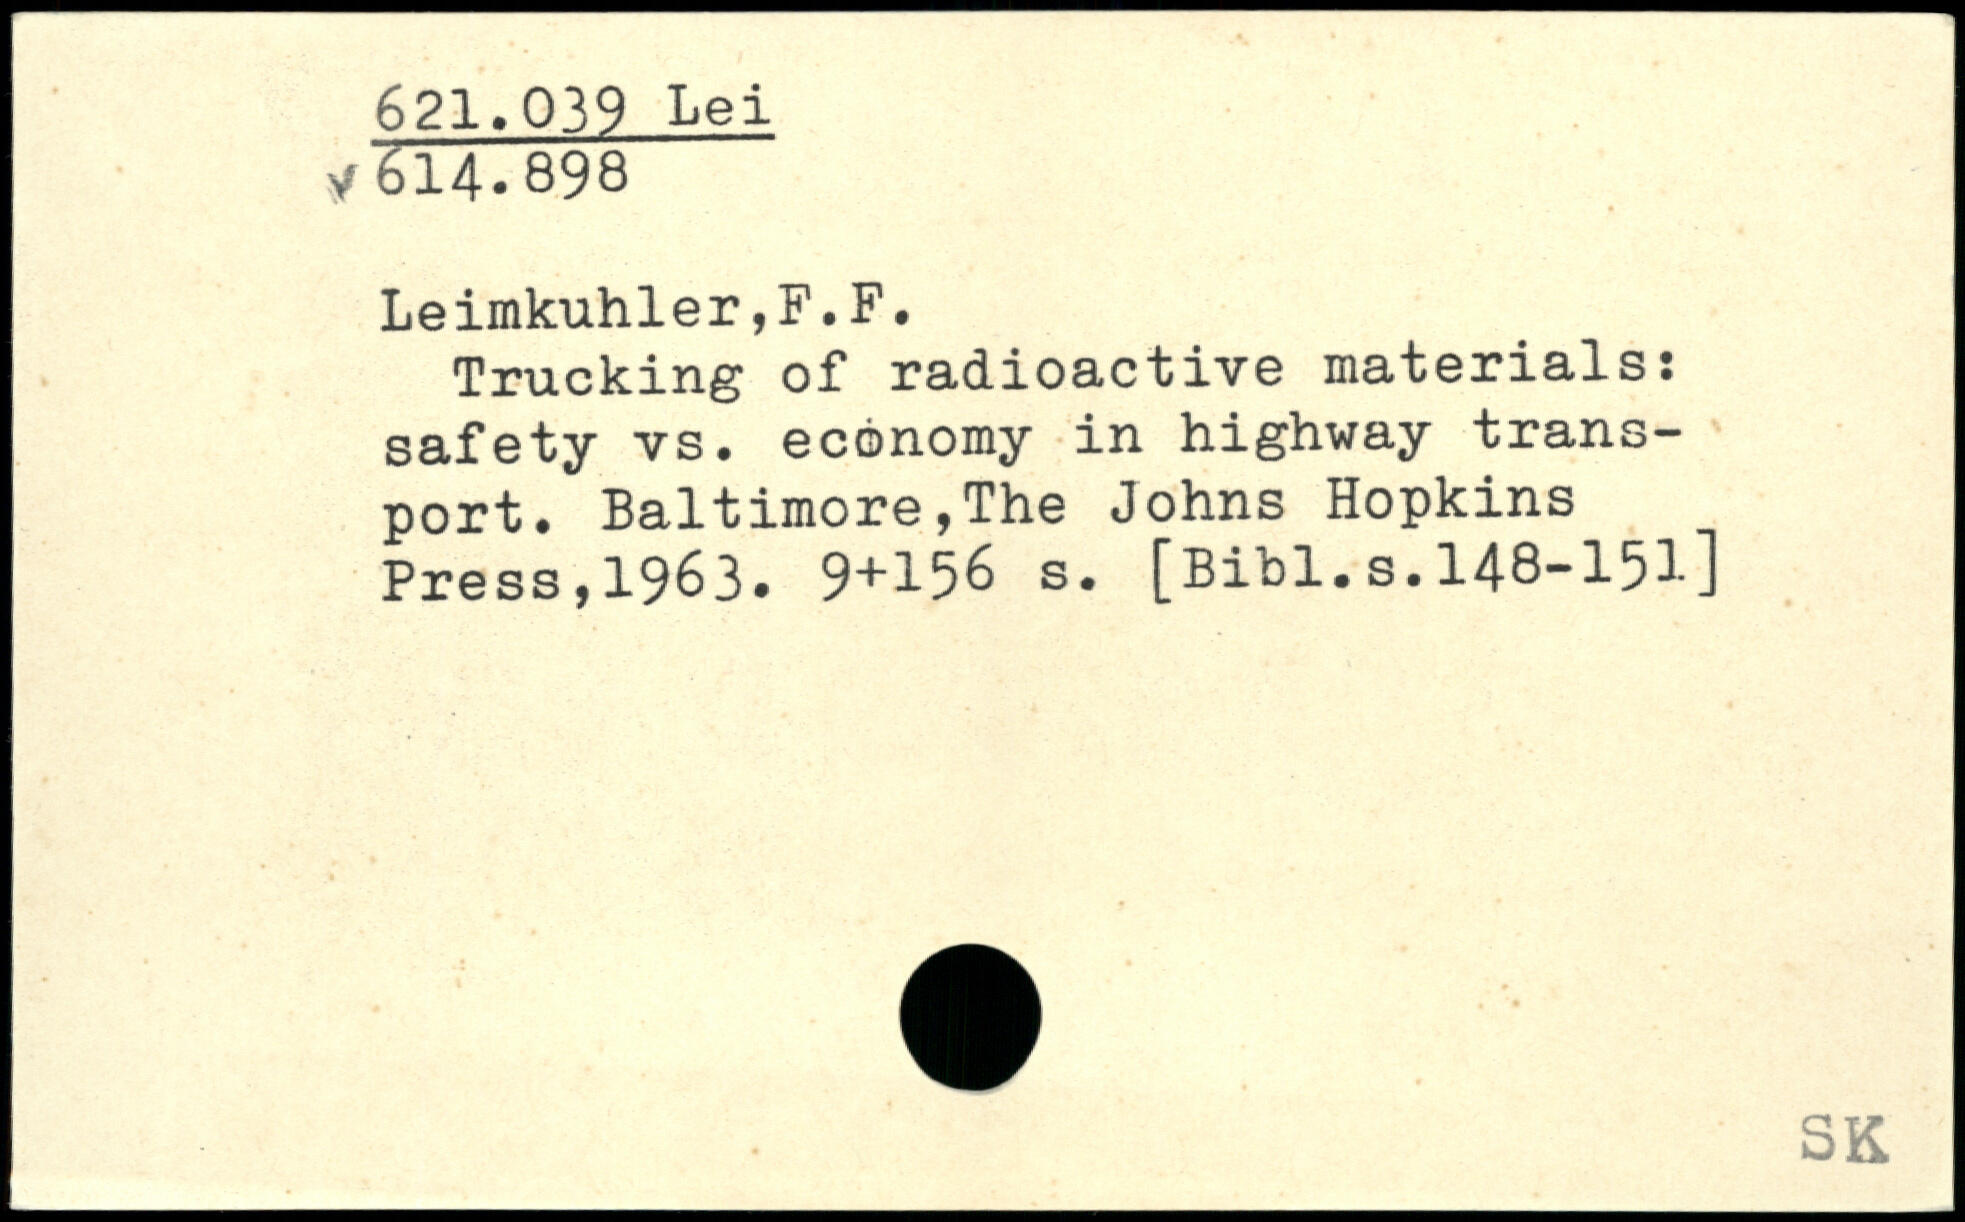 621.039 Lei
✓ 614.898
Leimkuhler,F.F.
Trucking of radioactive materials:
safety vs. economy in highway trans-
port. Baltimore,The Johns Hopkins
Press,1963. 9+156 s. [Bibl.s.148-151]
SK